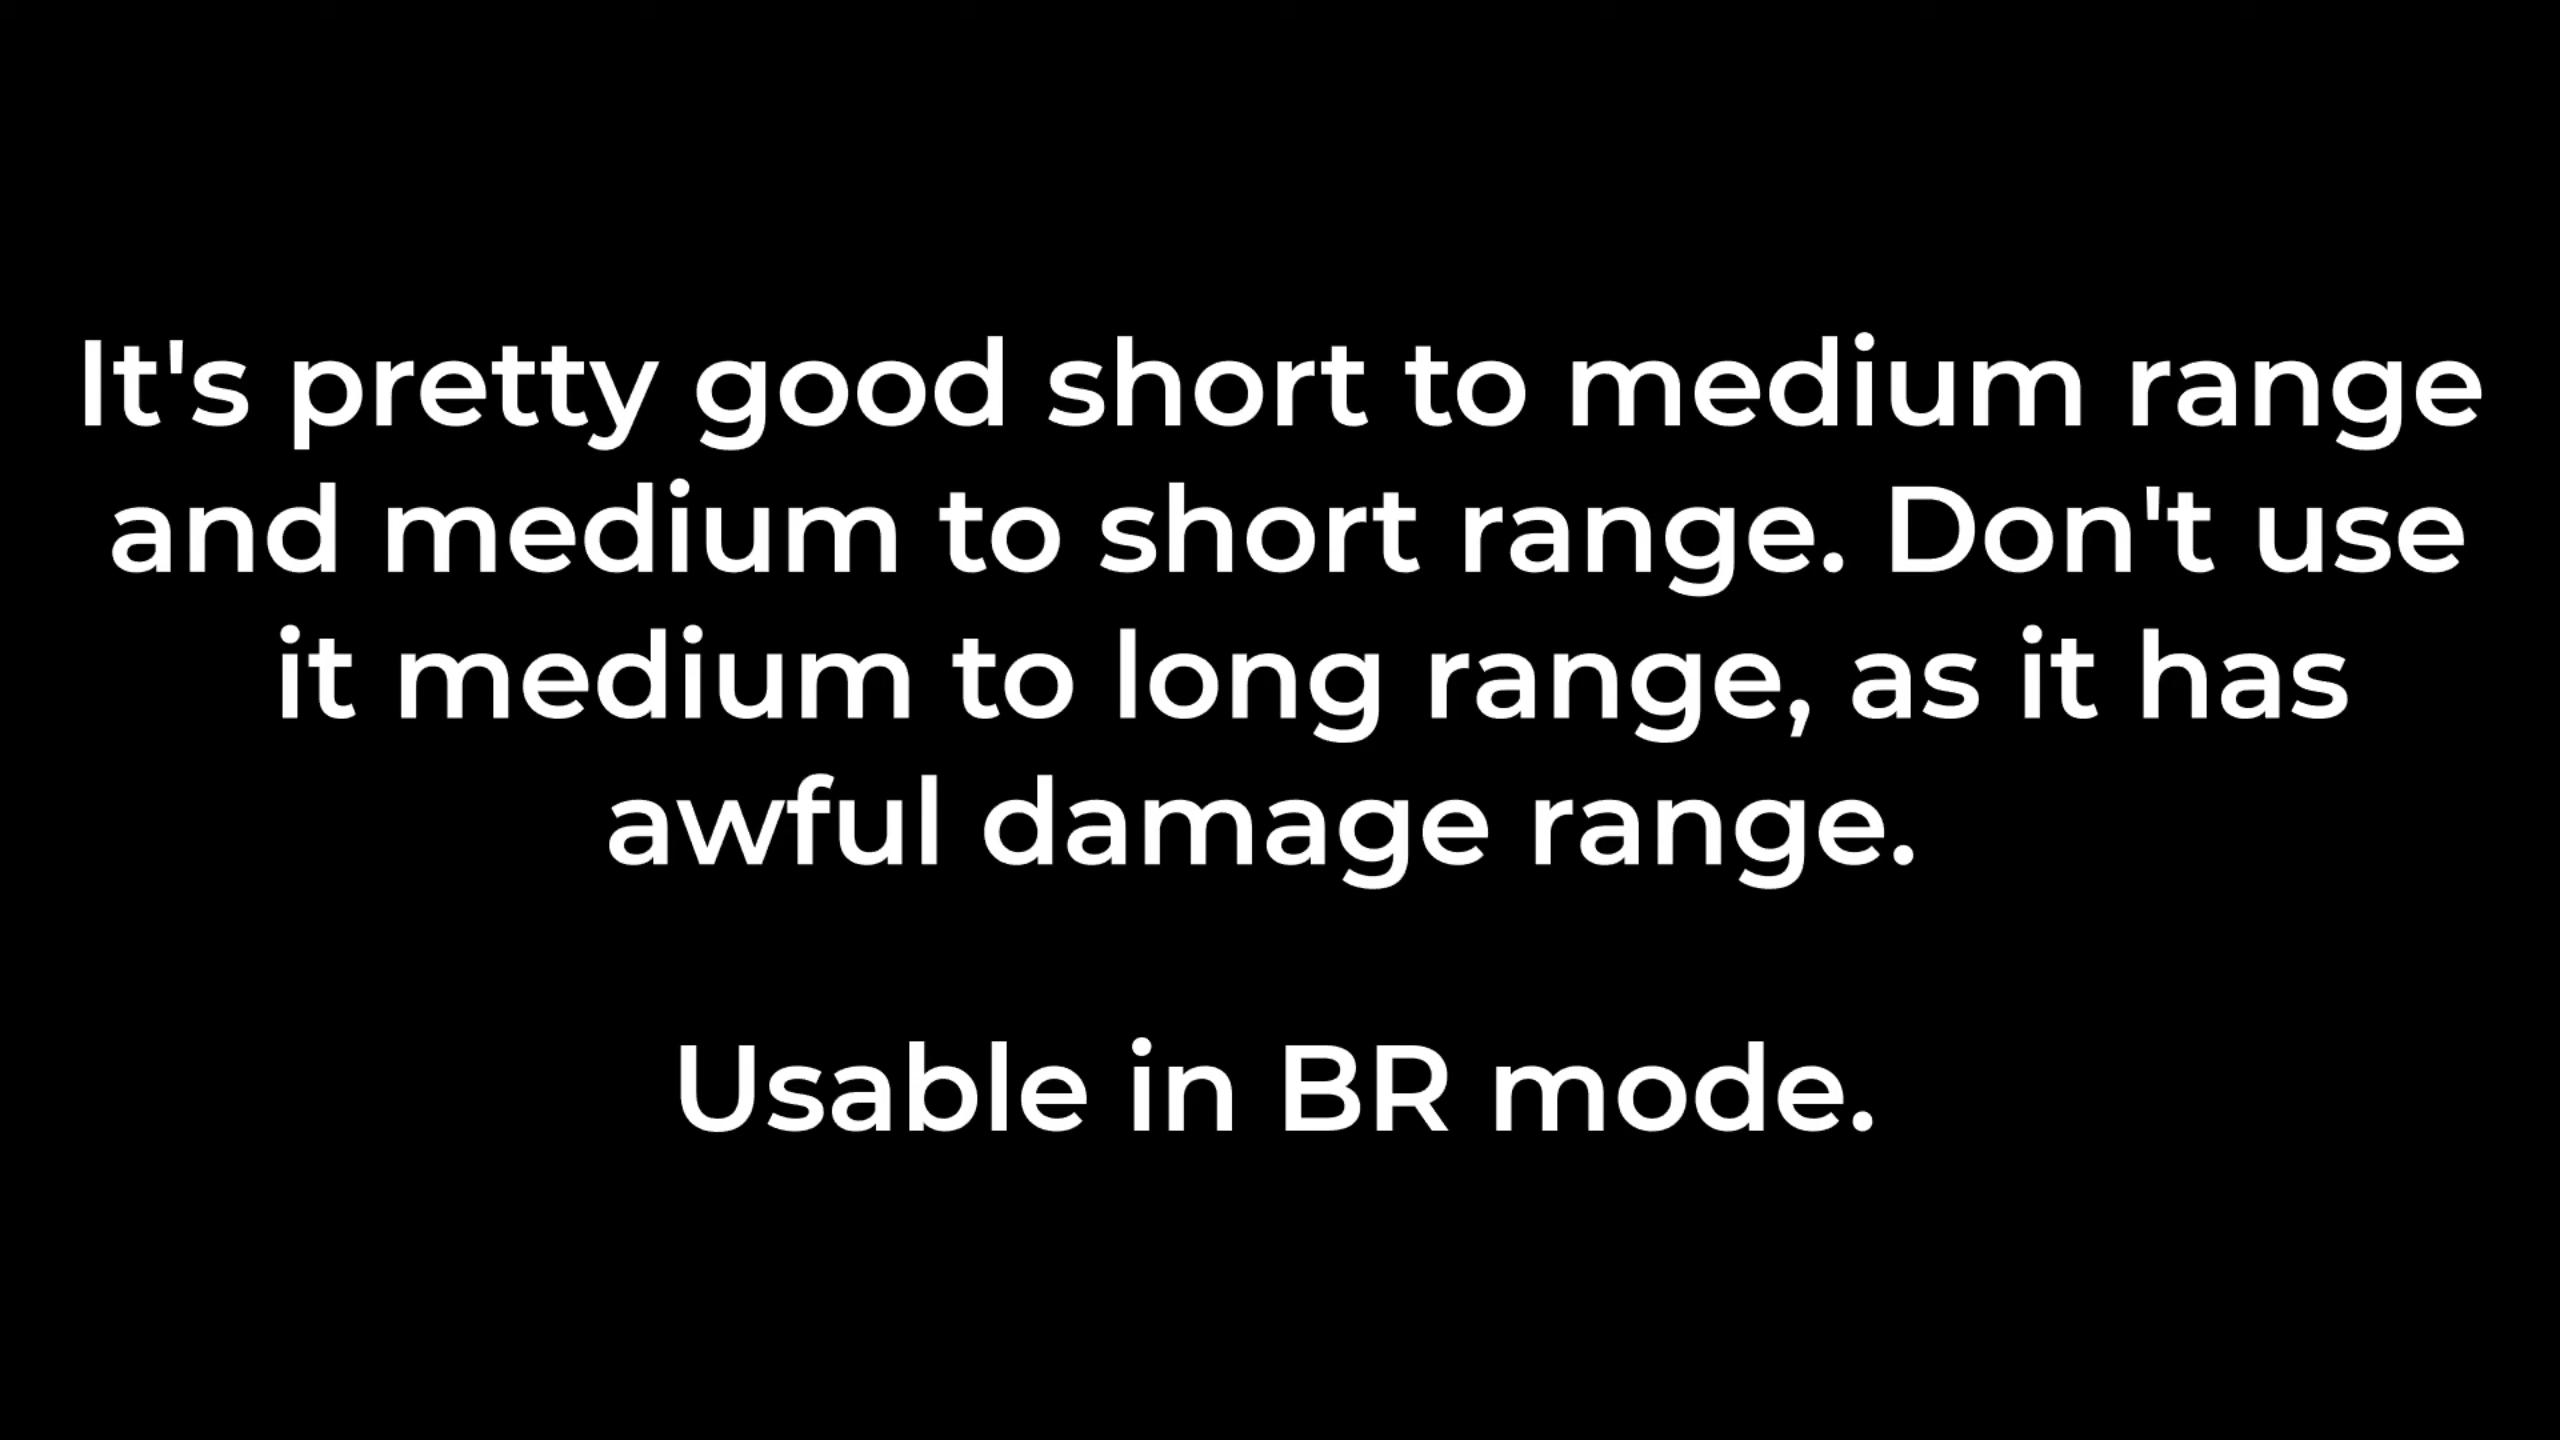 It's pretty good short to medium range
and medium to short range. Don't use
it medium to long range, as it has
awful damage range.
Usable in BR mode.